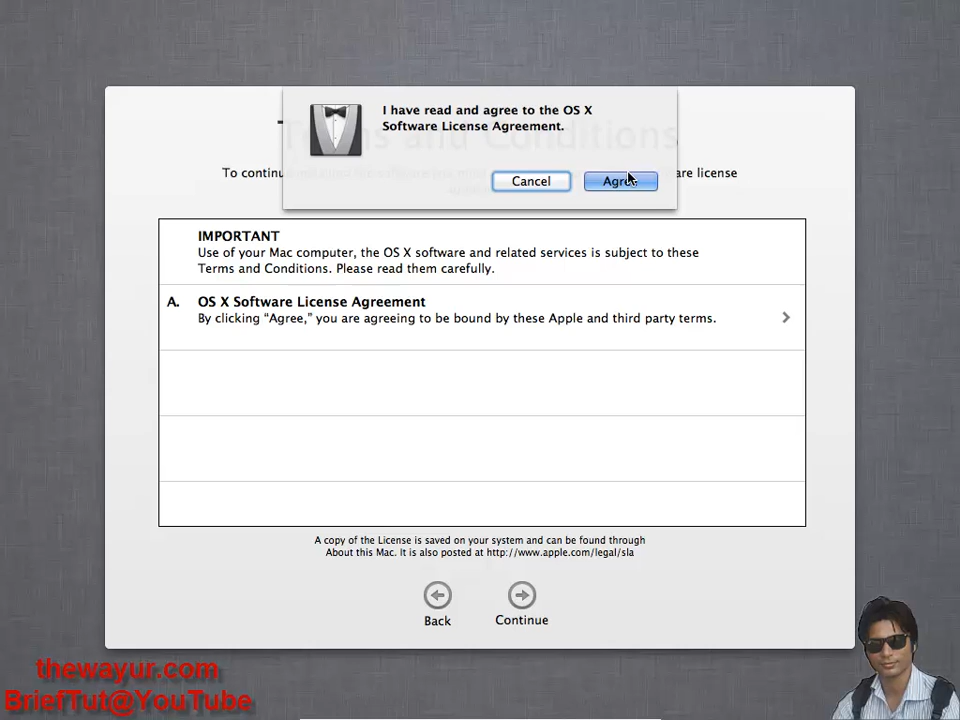 I have read and agree to the OS X
Software License Agreement.
Terms and Conditions
Cancel
Agree
To continu
are license
IMPORTANT
Use of your Mac computer, the OS X software and related services is subject to these
Terms and Conditions. Please read them carefully.
A. OS X Software License Agreement
By clicking “Agree,” you are agreeing to be bound by these Apple and third party terms.
A copy of the License is saved on your system and can be found through
About this Mac. It is also posted at http://www.apple.com/legal/sla
Back
Continue
thewayur.com
BriefTut@YouTube